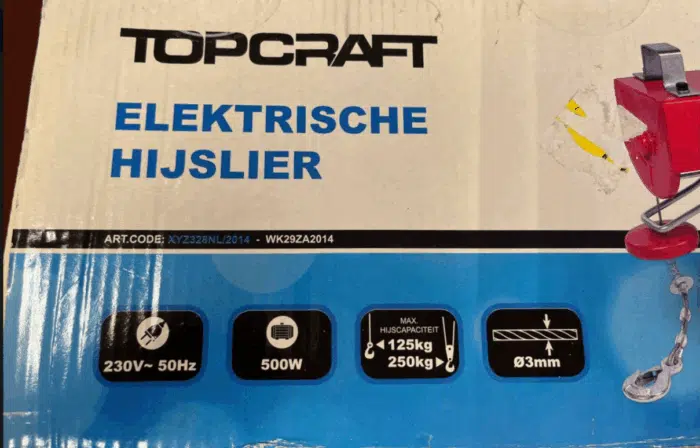 TOPCRAFT
ELEKTRISCHE
HIJSLIER
ART.CODE: XYZ328NL/2014 - WK29ZA2014
230V~ 50Hz
500W
MAX.
HIJSCAPACITEIT
125kg
250kg
Ø3mm